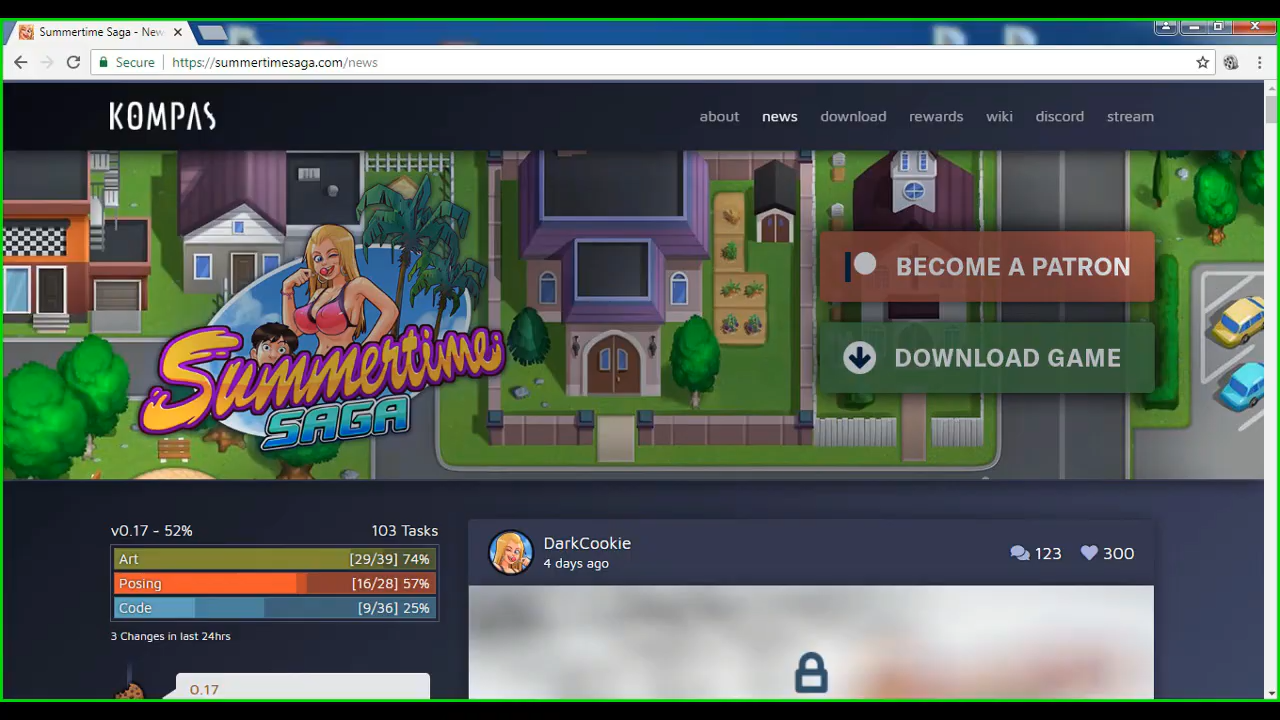 Summertime Saga - New
Secure https://summertimesaga.com/news
KOMPAS
about news download rewards wiki discord stream
Summertime
SAGA
BECOME A PATRON
DOWNLOAD GAME
v0.17 - 52% 103 Tasks
Art [29/39] 74%
Posing [16/28] 57%
Code [9/36] 25%
3 Changes in last 24hrs
0.17
DarkCookie
4 days ago
123 300